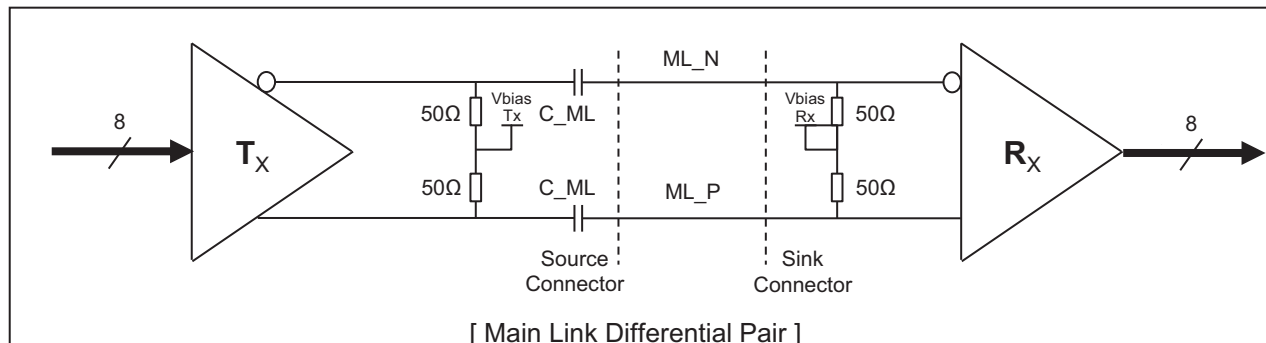 ML_N
8
Vbias
Tx
50Ω
C_ML
Vbias
Rx
50Ω
8
TX
RX
50Ω
C_ML
ML_P
50Ω
Source
Connector
Sink
Connector
[ Main Link Differential Pair ]